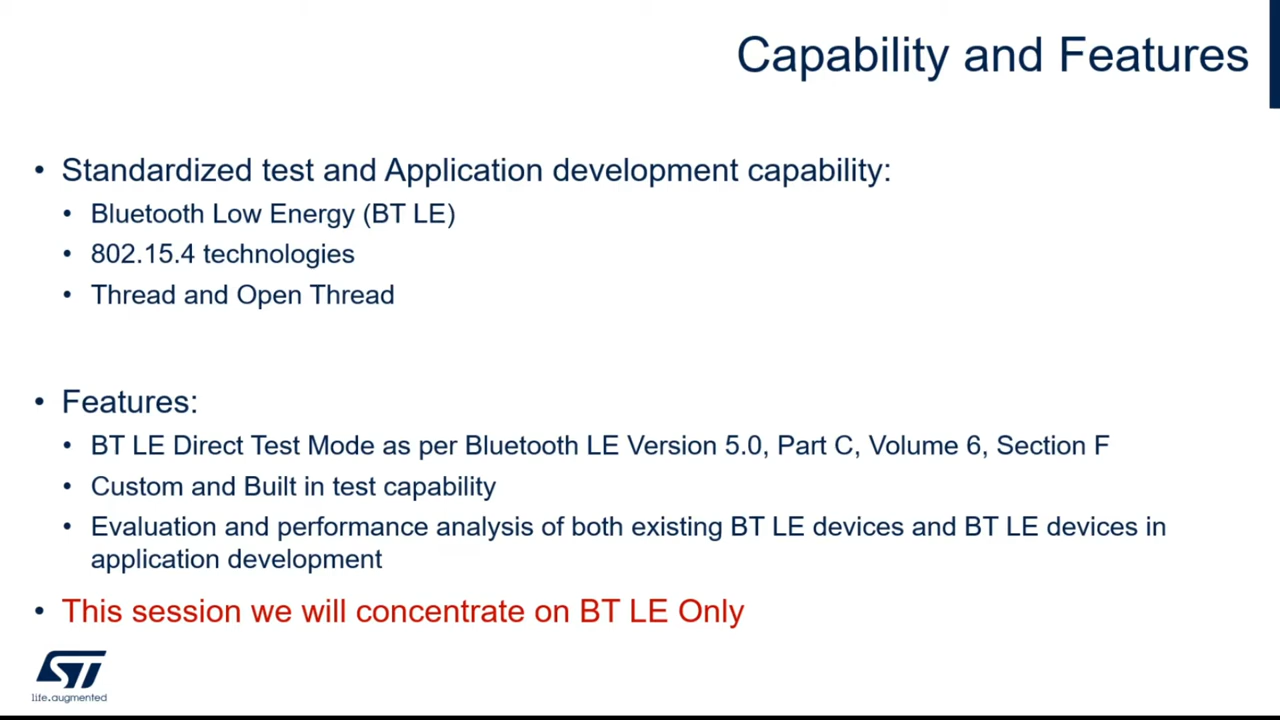 Capability and Features
• Standardized test and Application development capability:
• Bluetooth Low Energy (BT LE)
• 802.15.4 technologies
• Thread and Open Thread
• Features:
• BT LE Direct Test Mode as per Bluetooth LE Version 5.0, Part C, Volume 6, Section F
• Custom and Built in test capability
• Evaluation and performance analysis of both existing BT LE devices and BT LE devices in
application development
• This session we will concentrate on BT LE Only
ST
life.augmented